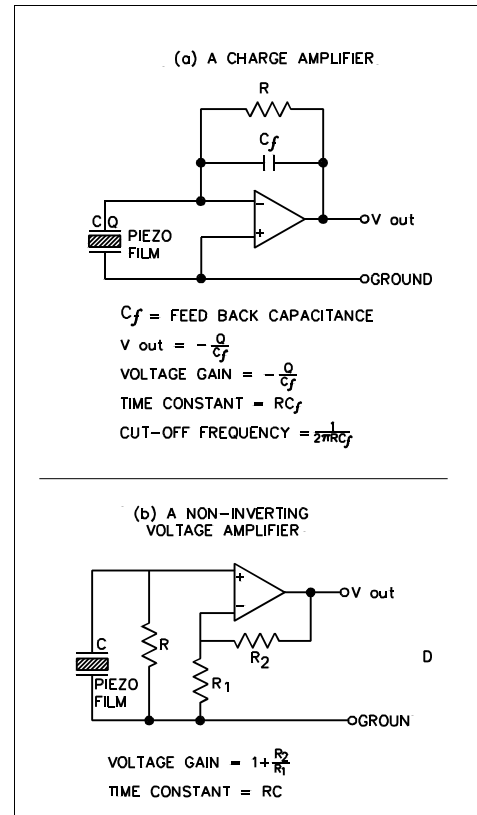 (a) A CHARGE AMPLIFIER
R
Cf
C Q
PIEZO
FILM
−
+
V out
GROUND
Cf = FEED BACK CAPACITANCE
V out = −Q/Cf
VOLTAGE GAIN = −Q/Cf
TIME CONSTANT = RCf
CUT-OFF FREQUENCY = 1/2πRCf
(b) A NON-INVERTING
VOLTAGE AMPLIFIER
+
−
V out
C
R
R2
D
PIEZO
FILM
R1
GROUN
VOLTAGE GAIN = 1+R2/R1
TIME CONSTANT = RC